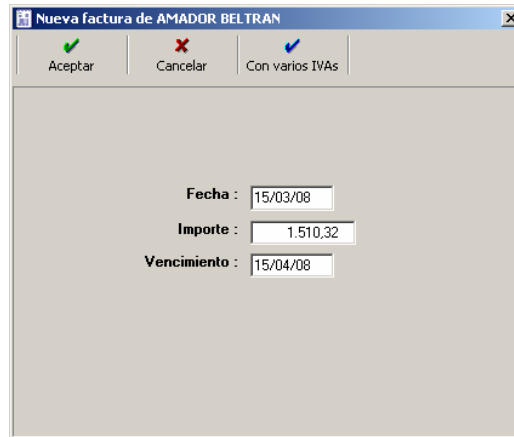 Nueva factura de AMADOR BELTRAN
Aceptar Cancelar Con varios IVAs
Fecha : 15/03/08
Importe : 1.510,32
Vencimiento : 15/04/08